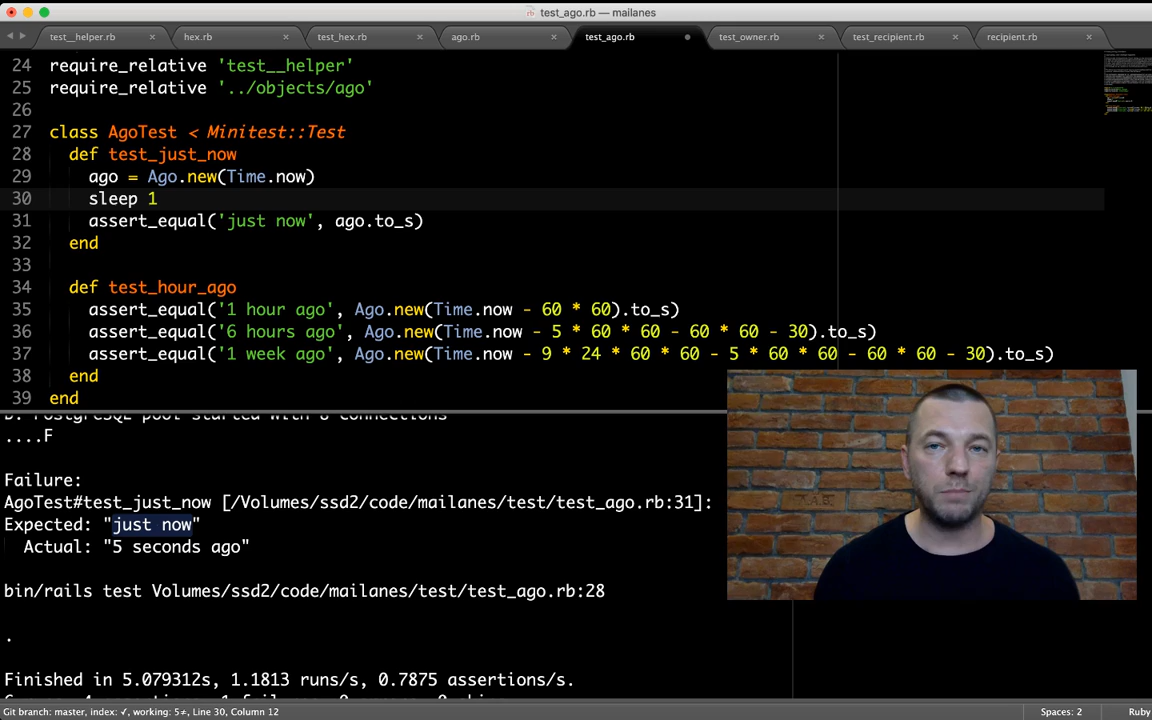 test_ago.rb — mailanes
test__helper.rb × hex.rb × test_hex.rb × ago.rb × test_ago.rb test_owner.rb × test_recipient.rb × recipient.rb ×
24 require_relative 'test__helper'
25 require_relative '../objects/ago'
26
27 class AgoTest < Minitest::Test
28 def test_just_now
29 ago = Ago.new(Time.now)
30 sleep 1
31 assert_equal('just now', ago.to_s)
32 end
33
34 def test_hour_ago
35 assert_equal('1 hour ago', Ago.new(Time.now - 60 * 60).to_s)
36 assert_equal('6 hours ago', Ago.new(Time.now - 5 * 60 * 60 - 60 * 60 - 30).to_s)
37 assert_equal('1 week ago', Ago.new(Time.now - 9 * 24 * 60 * 60 - 5 * 60 * 60 - 60 * 60 - 30).to_s)
38 end
39 end
D: PostgreSQL pool started with 8 connections
....F
Failure:
AgoTest#test_just_now [/Volumes/ssd2/code/mailanes/test/test_ago.rb:31]:
Expected: "just now"
Actual: "5 seconds ago"
bin/rails test Volumes/ssd2/code/mailanes/test/test_ago.rb:28
.
Finished in 5.079312s, 1.1813 runs/s, 0.7875 assertions/s.
Git branch: master, index: ✓, working: 5≠, Line 30, Column 12 Spaces: 2 Ruby